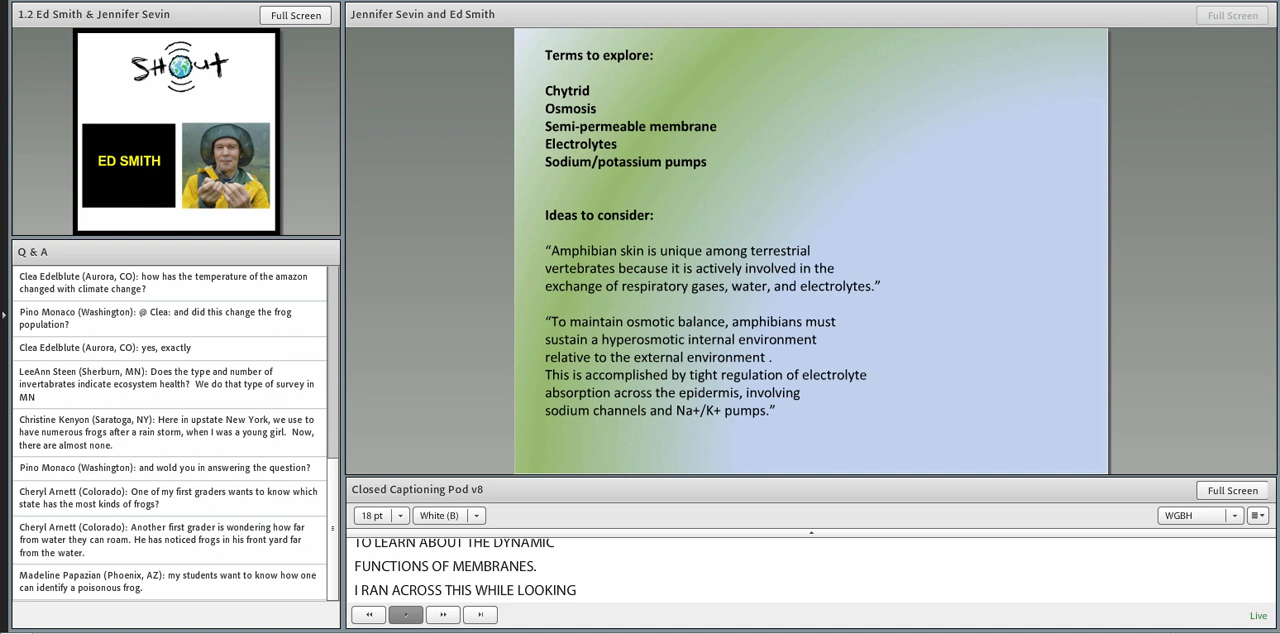 1.2 Ed Smith & Jennifer Sevin
Full Screen
SHOUT
ED SMITH
Q & A
Clea Edelblute (Aurora, CO): how has the temperature of the amazon
changed with climate change?
Pino Monaco (Washington): @ Clea: and did this change the frog
population?
Clea Edelblute (Aurora, CO): yes, exactly
LeeAnn Steen (Sherburn, MN): Does the type and number of
invertabrates indicate ecosystem health?  We do that type of survey in
MN
Christine Kenyon (Saratoga, NY): Here in upstate New York, we use to
have numerous frogs after a rain storm, when I was a young girl.  Now,
there are almost none.
Pino Monaco (Washington): and wold you in answering the question?
Cheryl Arnett (Colorado): One of my first graders wants to know which
state has the most kinds of frogs?
Cheryl Arnett (Colorado): Another first grader is wondering how far
from water they can roam. He has noticed frogs in his front yard far
from the water.
Madeline Papazian (Phoenix, AZ): my students want to know how one
can identify a poisonous frog.
Jennifer Sevin and Ed Smith
Full Screen
Terms to explore:
Chytrid
Osmosis
Semi-permeable membrane
Electrolytes
Sodium/potassium pumps
Ideas to consider:
“Amphibian skin is unique among terrestrial
vertebrates because it is actively involved in the
exchange of respiratory gases, water, and electrolytes.”
“To maintain osmotic balance, amphibians must
sustain a hyperosmotic internal environment
relative to the external environment .
This is accomplished by tight regulation of electrolyte
absorption across the epidermis, involving
sodium channels and Na+/K+ pumps.”
Closed Captioning Pod v8
Full Screen
18 pt
White (B)
WGBH
TO LEARN ABOUT THE DYNAMIC
FUNCTIONS OF MEMBRANES.
I RAN ACROSS THIS WHILE LOOKING
Live